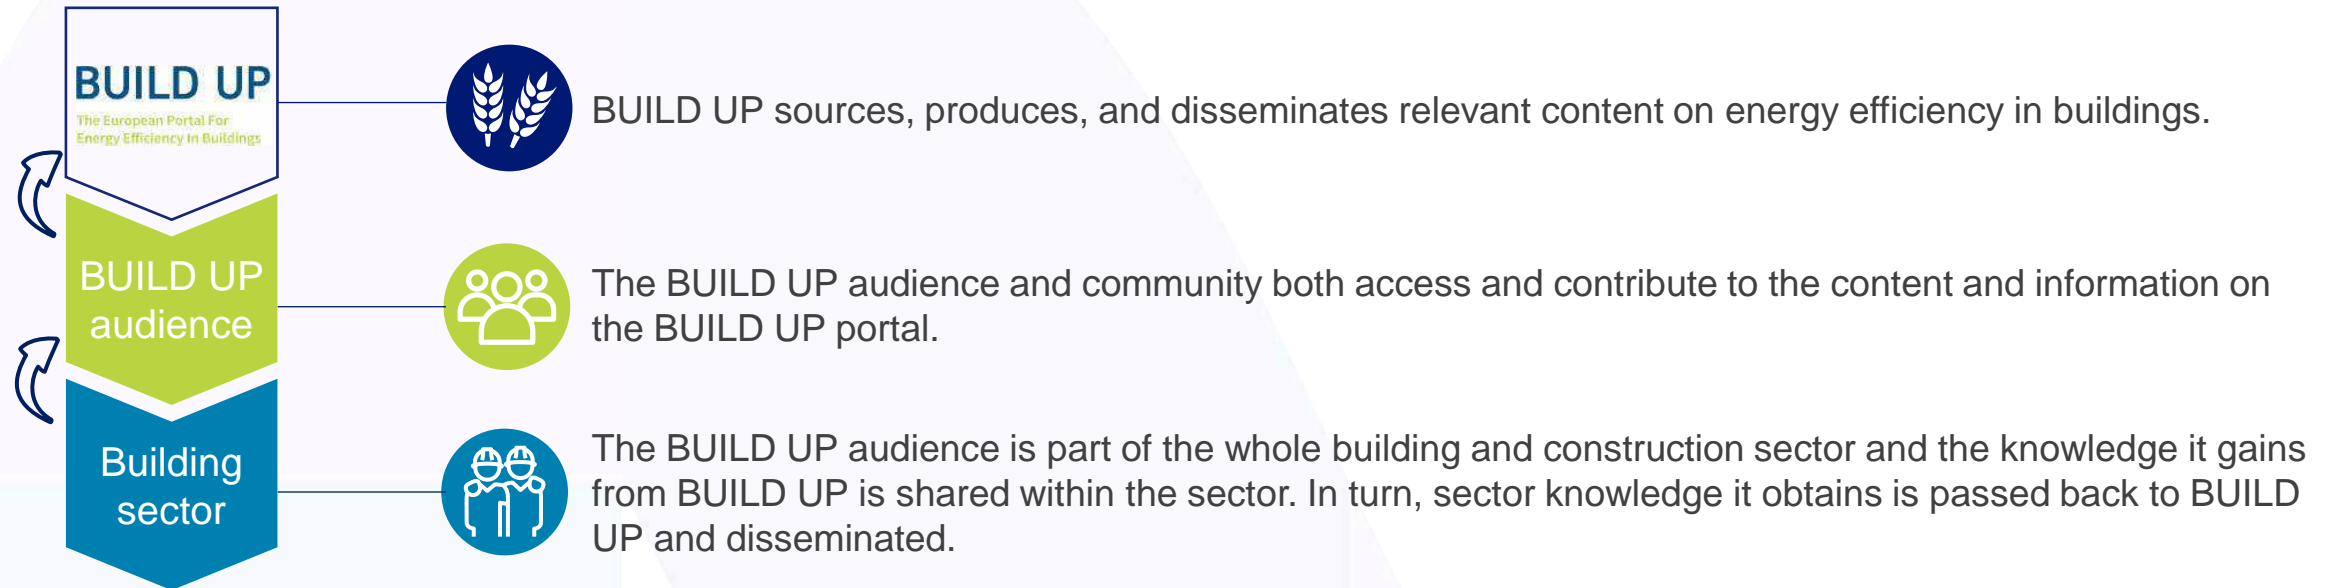 BUILD UP
The European Portal For
Energy Efficiency In Buildings
BUILD UP sources, produces, and disseminates relevant content on energy efficiency in buildings.
BUILD UP
audience
The BUILD UP audience and community both access and contribute to the content and information on
the BUILD UP portal.
Building
sector
The BUILD UP audience is part of the whole building and construction sector and the knowledge it gains
from BUILD UP is shared within the sector. In turn, sector knowledge it obtains is passed back to BUILD
UP and disseminated.